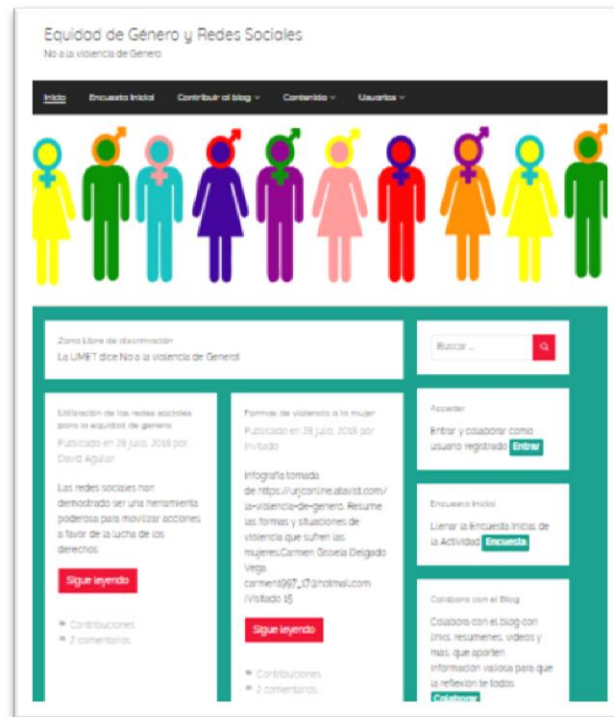 Equidad de Género y Redes Sociales
No a la violencia de Género
Inicio Encuesta Inicial Contribuir al blog Contenido Usuarios
Zona Libre de discriminación
La UMET dice No a la violencia de General
Utilización de las redes sociales
para la equidad de genero
Publicado en 28 julio, 2018 por
David Aguilar
Las redes sociales han
demostrado ser una herramienta
poderosa para movilizar acciones
a favor de la lucha de los
derechos
Sigue leyendo
Contribuciones
2 comentarios
Formas de violencia a la mujer
Publicado en 28 julio, 2018 por
Invitado
Infografía tomada
de https://urjconline.atavist.com/
la-violencia-de-genero. Resume
las formas y situaciones de
violencia que sufren las
mujeres.Carmen Gissela Delgado
Vega
carmen1997_17@hotmail.com
(Visitado 15
Sigue leyendo
Contribuciones
2 comentarios
Buscar ...
Acceder
Entrar y colaborar como
usuario registrado Entrar
Encuesta Inicial
Llenar la Encuesta Inicial de
la Actividad Encuesta
Colabora con el Blog
Colabora con el blog con
links, resúmenes, videos y
mas, que aporten
información valiosa para que
la reflexión de todos
Colaborar